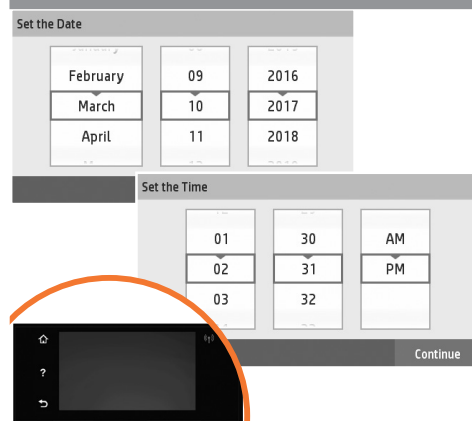 Set the Date
February 09 2016
March 10 2017
April 11 2018
Set the Time
01 30 AM
02 31 PM
03 32
?
Continue